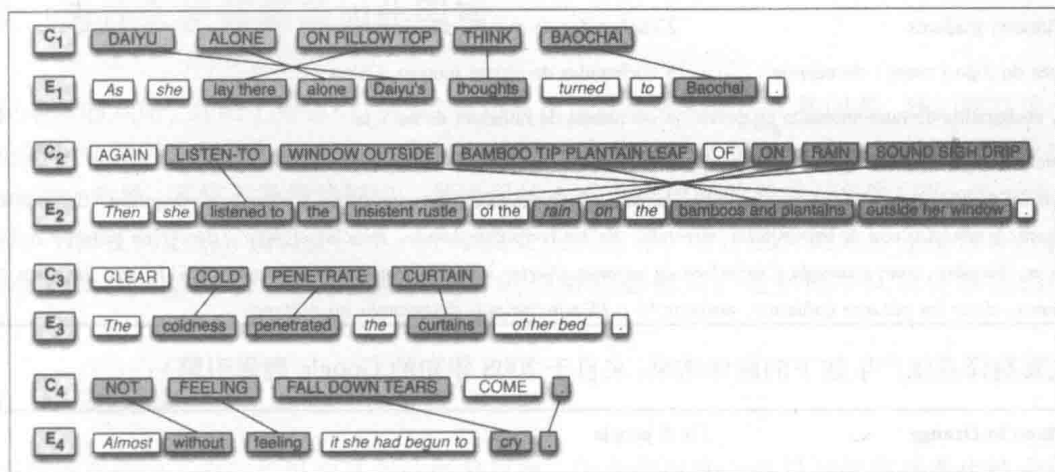 C1 DAIYU ALONE ON PILLOW TOP THINK BAOCHAI
E1 As she lay there alone Daiyu's thoughts turned to Baochai .
C2 AGAIN LISTEN-TO WINDOW OUTSIDE BAMBOO TIP PLANTAIN LEAF OF ON RAIN SOUND SIGH DRIP
E2 Then she listened to the insistent rustle of the rain on the bamboos and plantains outside her window .
C3 CLEAR COLD PENETRATE CURTAIN
E3 The coldness penetrated the curtains of her bed .
C4 NOT FEELING FALL DOWN TEARS COME .
E4 Almost without feeling it she had begun to cry .